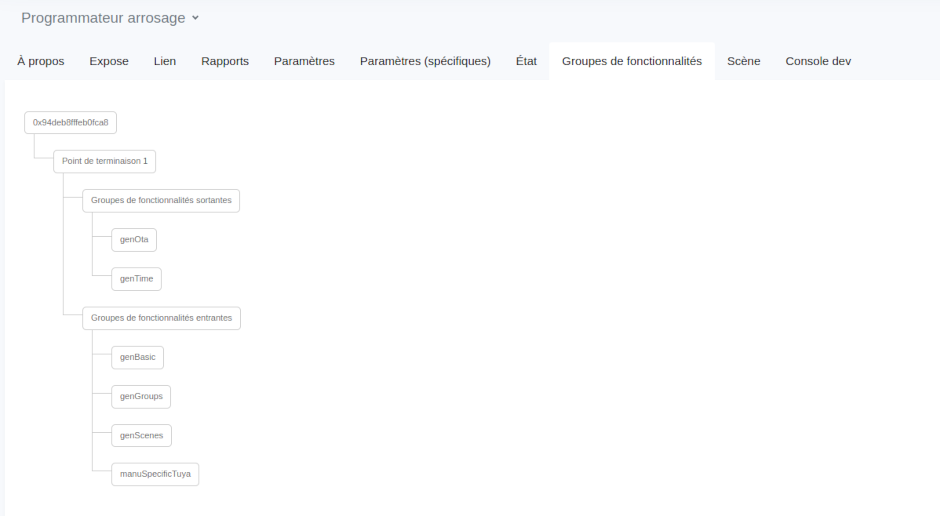 Programmateur arrosage
À propos Expose Lien Rapports Paramètres Paramètres (spécifiques) État Groupes de fonctionnalités Scène Console dev
0x94deb8fffeb0fca8
Point de terminaison 1
Groupes de fonctionnalités sortantes
genOta
genTime
Groupes de fonctionnalités entrantes
genBasic
genGroups
genScenes
manuSpecificTuya